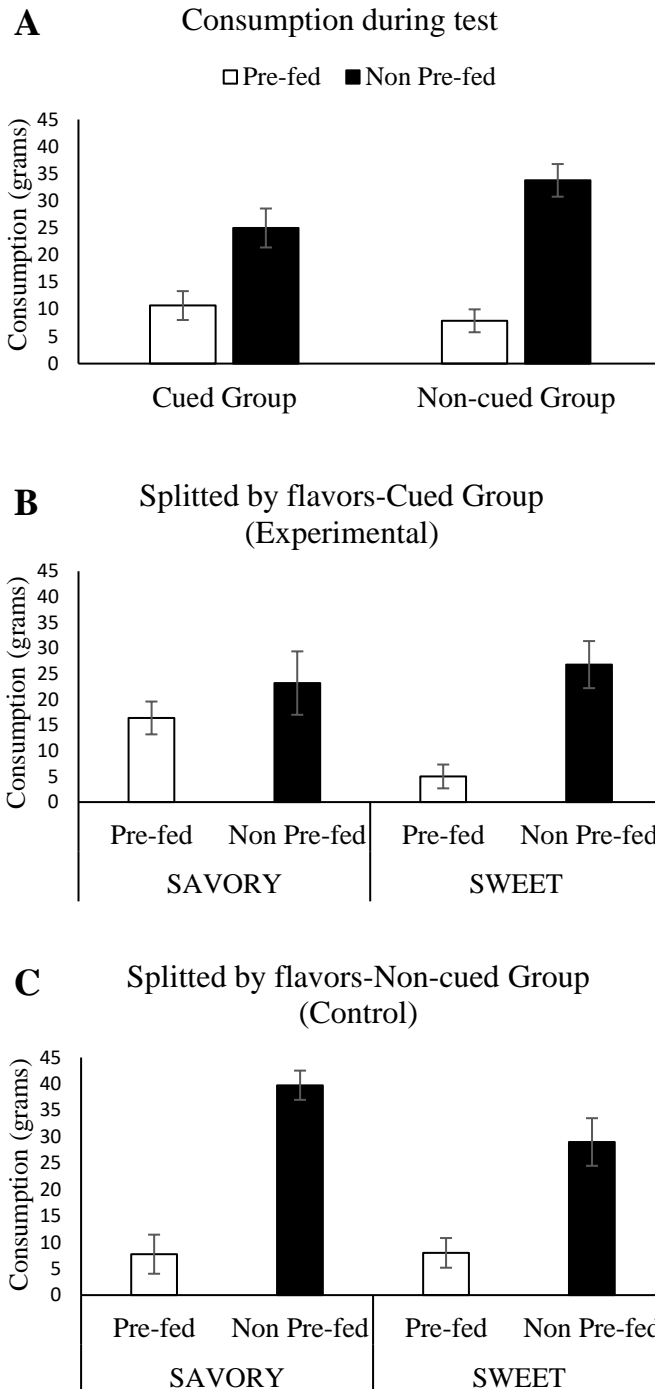 A
Consumption during test
Pre-fed Non Pre-fed
Consumption (grams)
45
40
35
30
25
20
15
10
5
0
Cued Group Non-cued Group
B
Splitted by flavors-Cued Group
(Experimental)
Consumption (grams)
45
40
35
30
25
20
15
10
5
0
Pre-fed Non Pre-fed Pre-fed Non Pre-fed
SAVORY SWEET
C
Splitted by flavors-Non-cued Group
(Control)
Consumption (grams)
45
40
35
30
25
20
15
10
5
0
Pre-fed Non Pre-fed Pre-fed Non Pre-fed
SAVORY SWEET